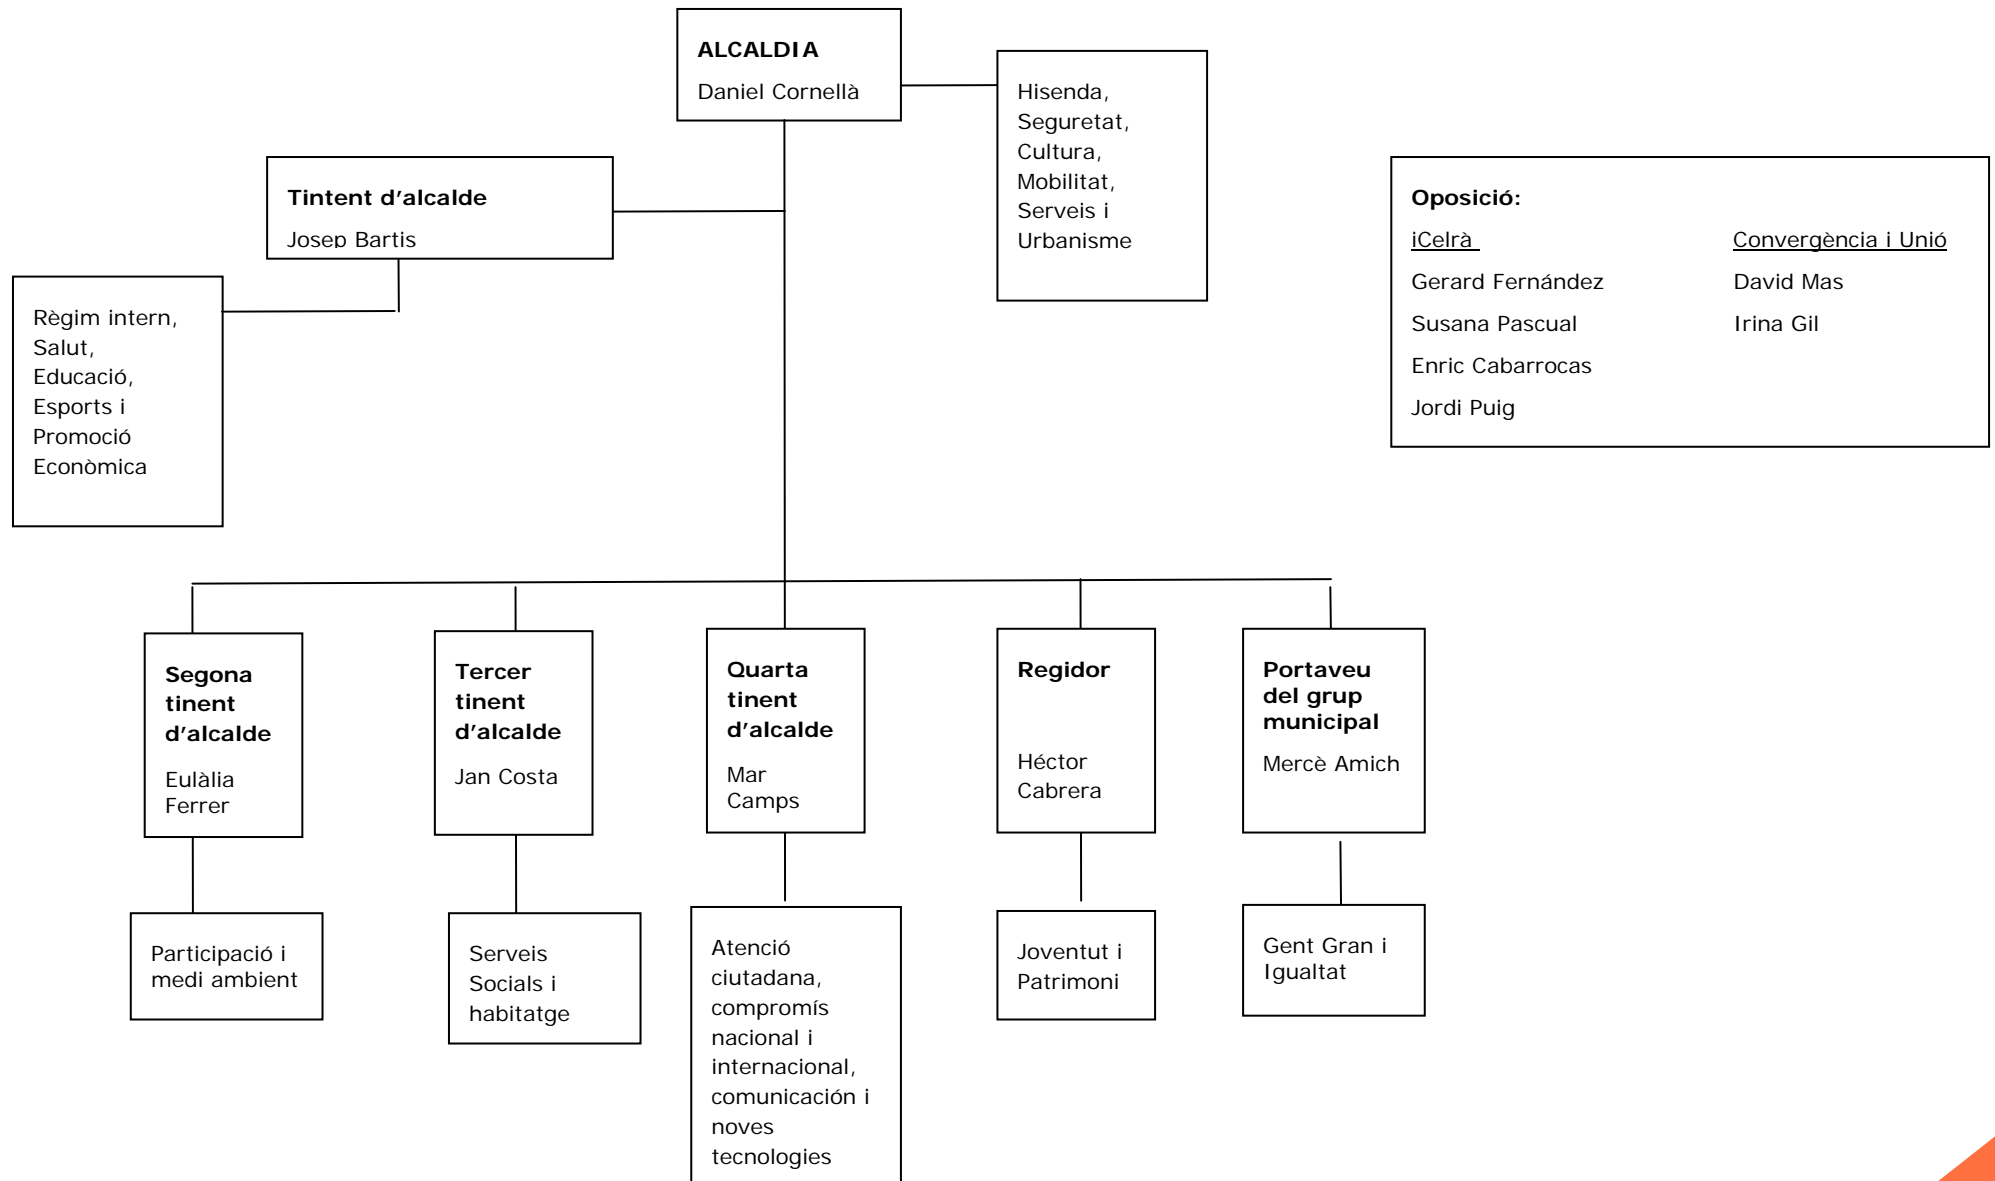 ALCALDIA
Daniel Cornellà
Hisenda,
Seguretat,
Cultura,
Mobilitat,
Serveis i
Urbanisme
Tintent d'alcalde
Josep Bartis
Règim intern,
Salut,
Educació,
Esports i
Promoció
Econòmica
Oposició:
iCelrà
Gerard Fernández
Susana Pascual
Enric Cabarrocas
Jordi Puig
Convergència i Unió
David Mas
Irina Gil
Segona
tinent
d'alcalde
Eulàlia
Ferrer
Tercer
tinent
d'alcalde
Jan Costa
Quarta
tinent
d'alcalde
Mar
Camps
Regidor
Héctor
Cabrera
Portaveu
del grup
municipal
Mercè Amich
Participació i
medi ambient
Serveis
Socials i
habitatge
Atenció
ciutadana,
compromís
nacional i
internacional,
comunicación i
noves
tecnologies
Joventut i
Patrimoni
Gent Gran i
Igualtat